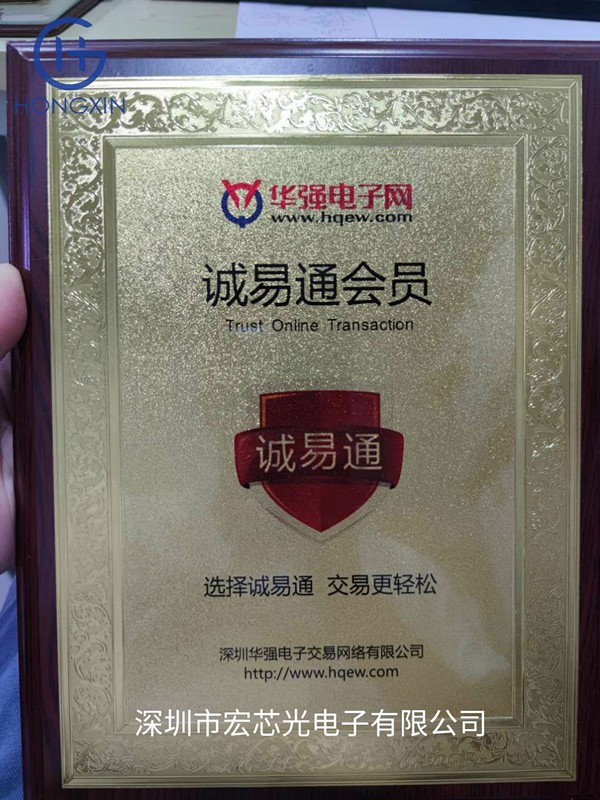 HONGXIN
华强电子网
www.hqew.com
诚易通会员
Trust Online Transaction
诚易通
选择诚易通 交易更轻松
深圳华强电子交易网络有限公司
http://www.hqew.com
深圳市宏芯光电子有限公司